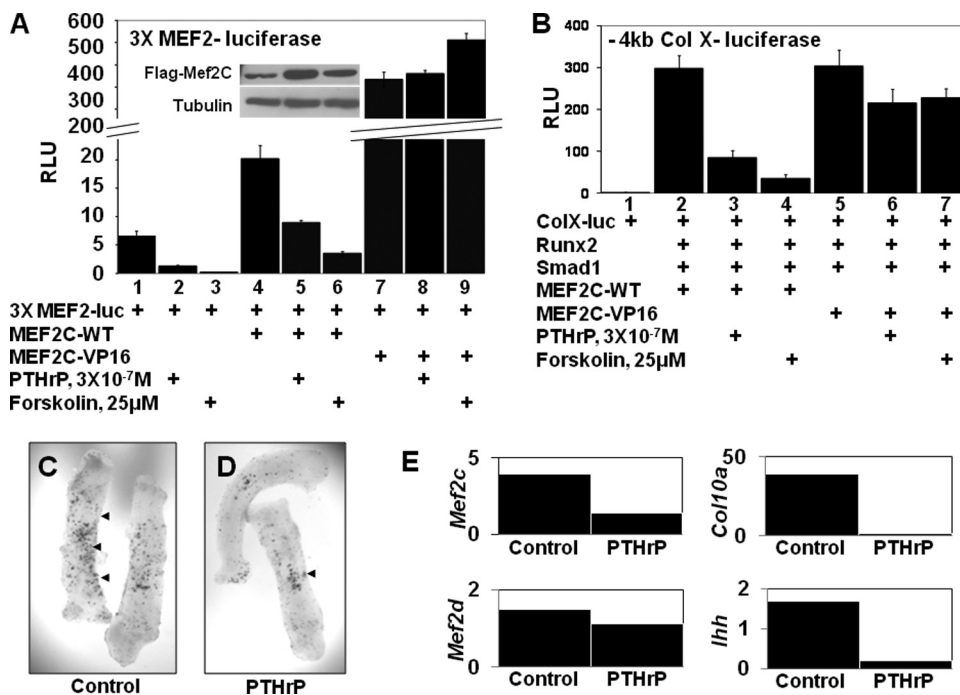 A
3X MEF2- luciferase
Flag-Mef2C
Tubulin
RLU
600
500
400
300
200
20
15
10
5
0
1 2 3 4 5 6 7 8 9
3X MEF2-luc + + + + + + + + +
MEF2C-WT + + +
MEF2C-VP16 + + +
PTHrP, 3X10⁻⁷M + + +
Forskolin, 25µM + + +
B
-4kb Col X- luciferase
RLU
400
300
200
100
0
1 2 3 4 5 6 7
ColX-luc + + + + + + +
Runx2 + + + + + +
Smad1 + + + + + +
MEF2C-WT + + +
MEF2C-VP16 + + +
PTHrP, 3X10⁻⁷M + +
Forskolin, 25µM + +
C
Control
D
PTHrP
E
Mef2c
5
0
Control PTHrP
Col10a
50
0
Control PTHrP
Mef2d
2
1
0
Control PTHrP
Ihh
2
1
0
Control PTHrP